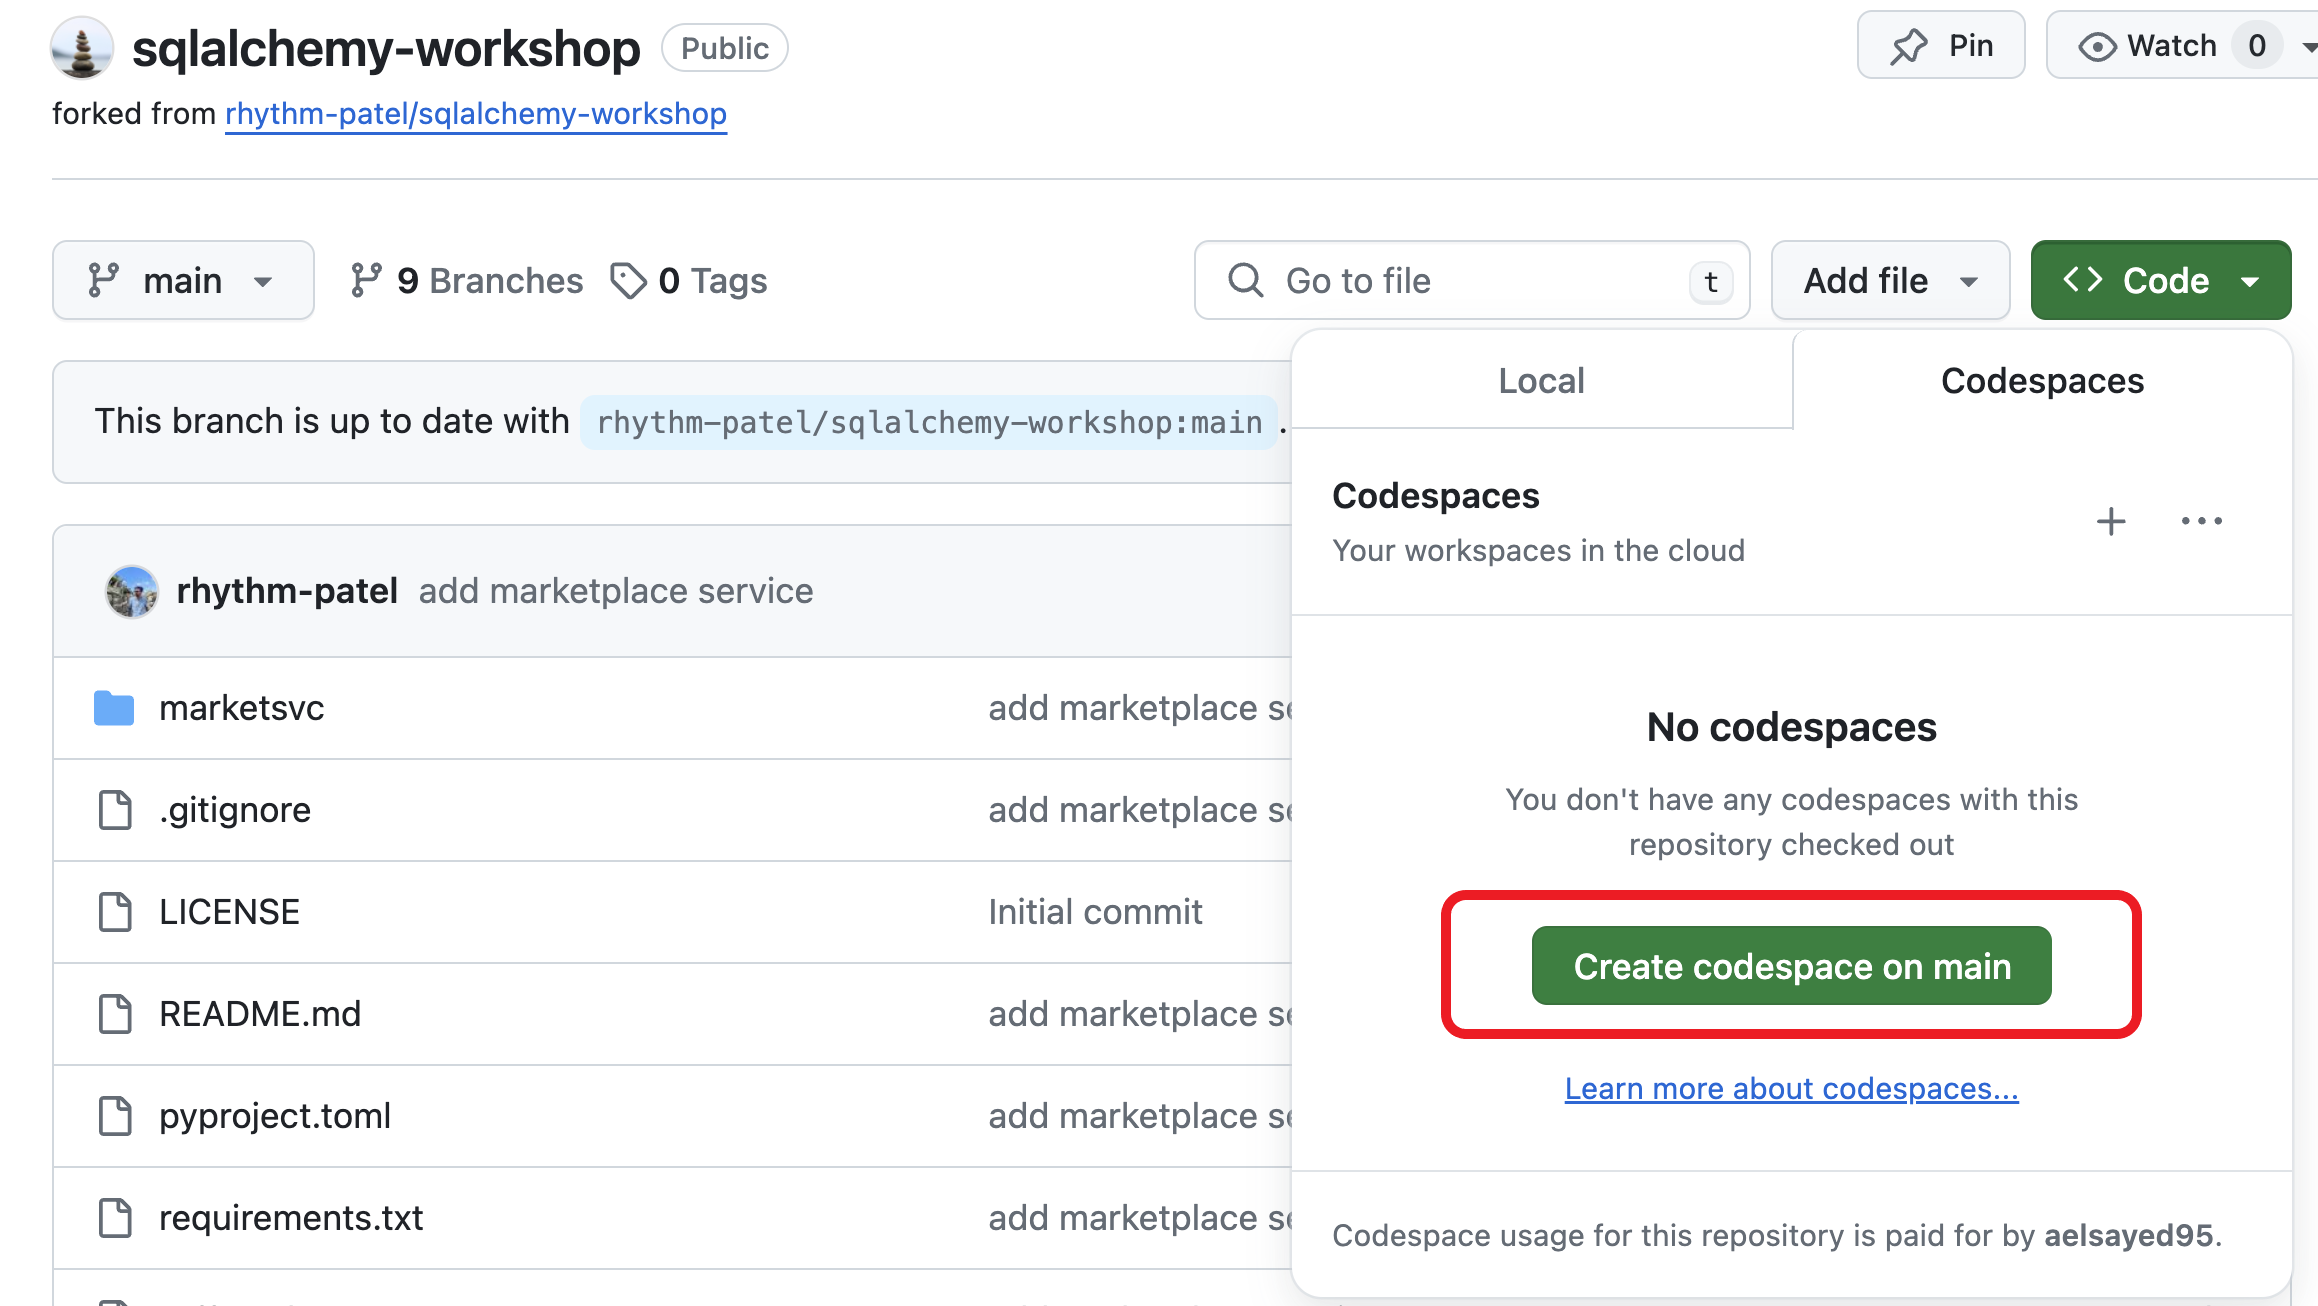 sqlalchemy-workshop Public Pin Watch 0
forked from rhythm-patel/sqlalchemy-workshop
main 9 Branches 0 Tags Go to file t Add file Code
Local Codespaces
This branch is up to date with rhythm-patel/sqlalchemy-workshop:main .
Codespaces
Your workspaces in the cloud
rhythm-patel add marketplace service
marketsvc add marketplace se
No codespaces
You don't have any codespaces with this
repository checked out
.gitignore add marketplace se
LICENSE Initial commit
Create codespace on main
README.md add marketplace se
Learn more about codespaces...
pyproject.toml add marketplace se
requirements.txt add marketplace se
Codespace usage for this repository is paid for by aelsayed95.